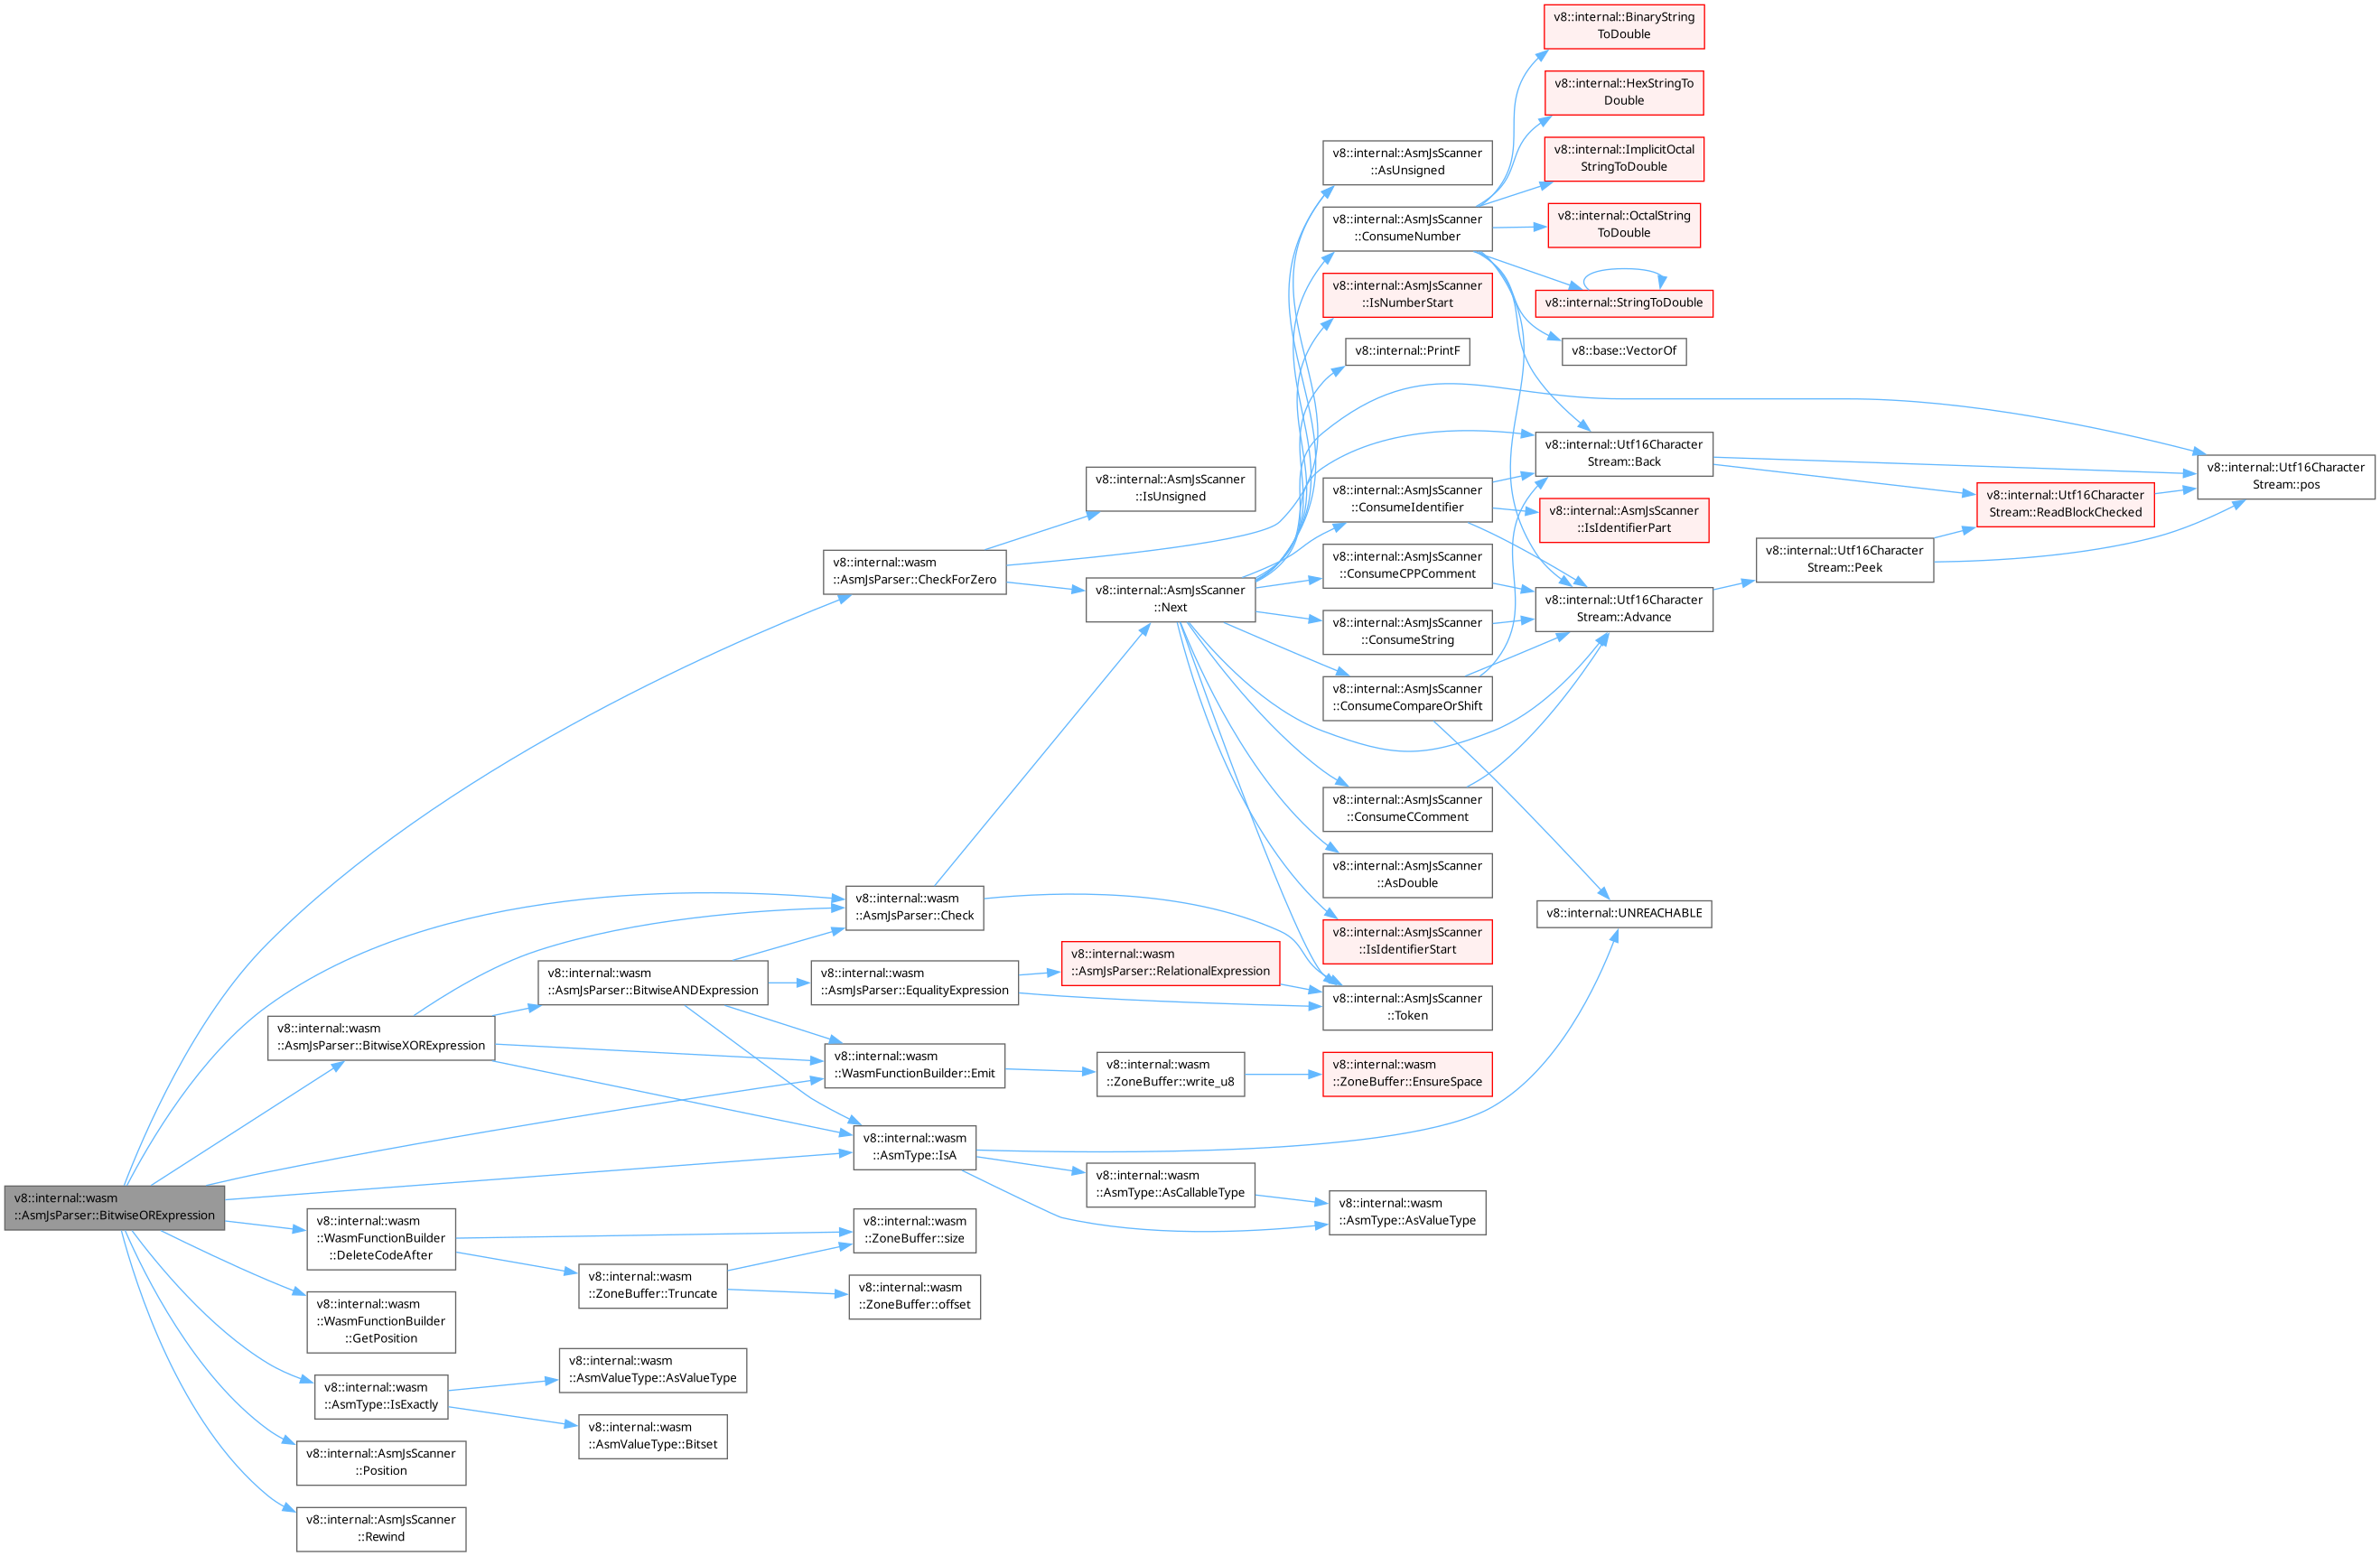 v8::internal::BinaryString
ToDouble
v8::internal::HexStringTo
Double
v8::internal::ImplicitOctal
StringToDouble
v8::internal::OctalString
ToDouble
v8::internal::StringToDouble
v8::base::VectorOf
v8::internal::AsmJsScanner
::AsUnsigned
v8::internal::AsmJsScanner
::ConsumeNumber
v8::internal::AsmJsScanner
::IsNumberStart
v8::internal::PrintF
v8::internal::Utf16Character
Stream::Back
v8::internal::Utf16Character
Stream::pos
v8::internal::AsmJsScanner
::IsUnsigned
v8::internal::AsmJsScanner
::ConsumeIdentifier
v8::internal::AsmJsScanner
::IsIdentifierPart
v8::internal::Utf16Character
Stream::ReadBlockChecked
v8::internal::wasm
::AsmJsParser::CheckForZero
v8::internal::AsmJsScanner
::Next
v8::internal::AsmJsScanner
::ConsumeCPPComment
v8::internal::Utf16Character
Stream::Peek
v8::internal::Utf16Character
Stream::Advance
v8::internal::AsmJsScanner
::ConsumeString
v8::internal::AsmJsScanner
::ConsumeCompareOrShift
v8::internal::AsmJsScanner
::ConsumeCComment
v8::internal::AsmJsScanner
::AsDouble
v8::internal::wasm
::AsmJsParser::Check
v8::internal::UNREACHABLE
v8::internal::AsmJsScanner
::IsIdentifierStart
v8::internal::wasm
::AsmJsParser::BitwiseANDExpression
v8::internal::wasm
::AsmJsParser::EqualityExpression
v8::internal::wasm
::AsmJsParser::RelationalExpression
v8::internal::AsmJsScanner
::Token
v8::internal::wasm
::AsmJsParser::BitwiseXORExpression
v8::internal::wasm
::WasmFunctionBuilder::Emit
v8::internal::wasm
::ZoneBuffer::write_u8
v8::internal::wasm
::ZoneBuffer::EnsureSpace
v8::internal::wasm
::AsmType::IsA
v8::internal::wasm
::AsmType::AsCallableType
v8::internal::wasm
::AsmType::AsValueType
v8::internal::wasm
::AsmJsParser::BitwiseORExpression
v8::internal::wasm
::WasmFunctionBuilder
::DeleteCodeAfter
v8::internal::wasm
::ZoneBuffer::size
v8::internal::wasm
::ZoneBuffer::Truncate
v8::internal::wasm
::ZoneBuffer::offset
v8::internal::wasm
::WasmFunctionBuilder
::GetPosition
v8::internal::wasm
::AsmType::IsExactly
v8::internal::wasm
::AsmValueType::AsValueType
v8::internal::wasm
::AsmValueType::Bitset
v8::internal::AsmJsScanner
::Position
v8::internal::AsmJsScanner
::Rewind